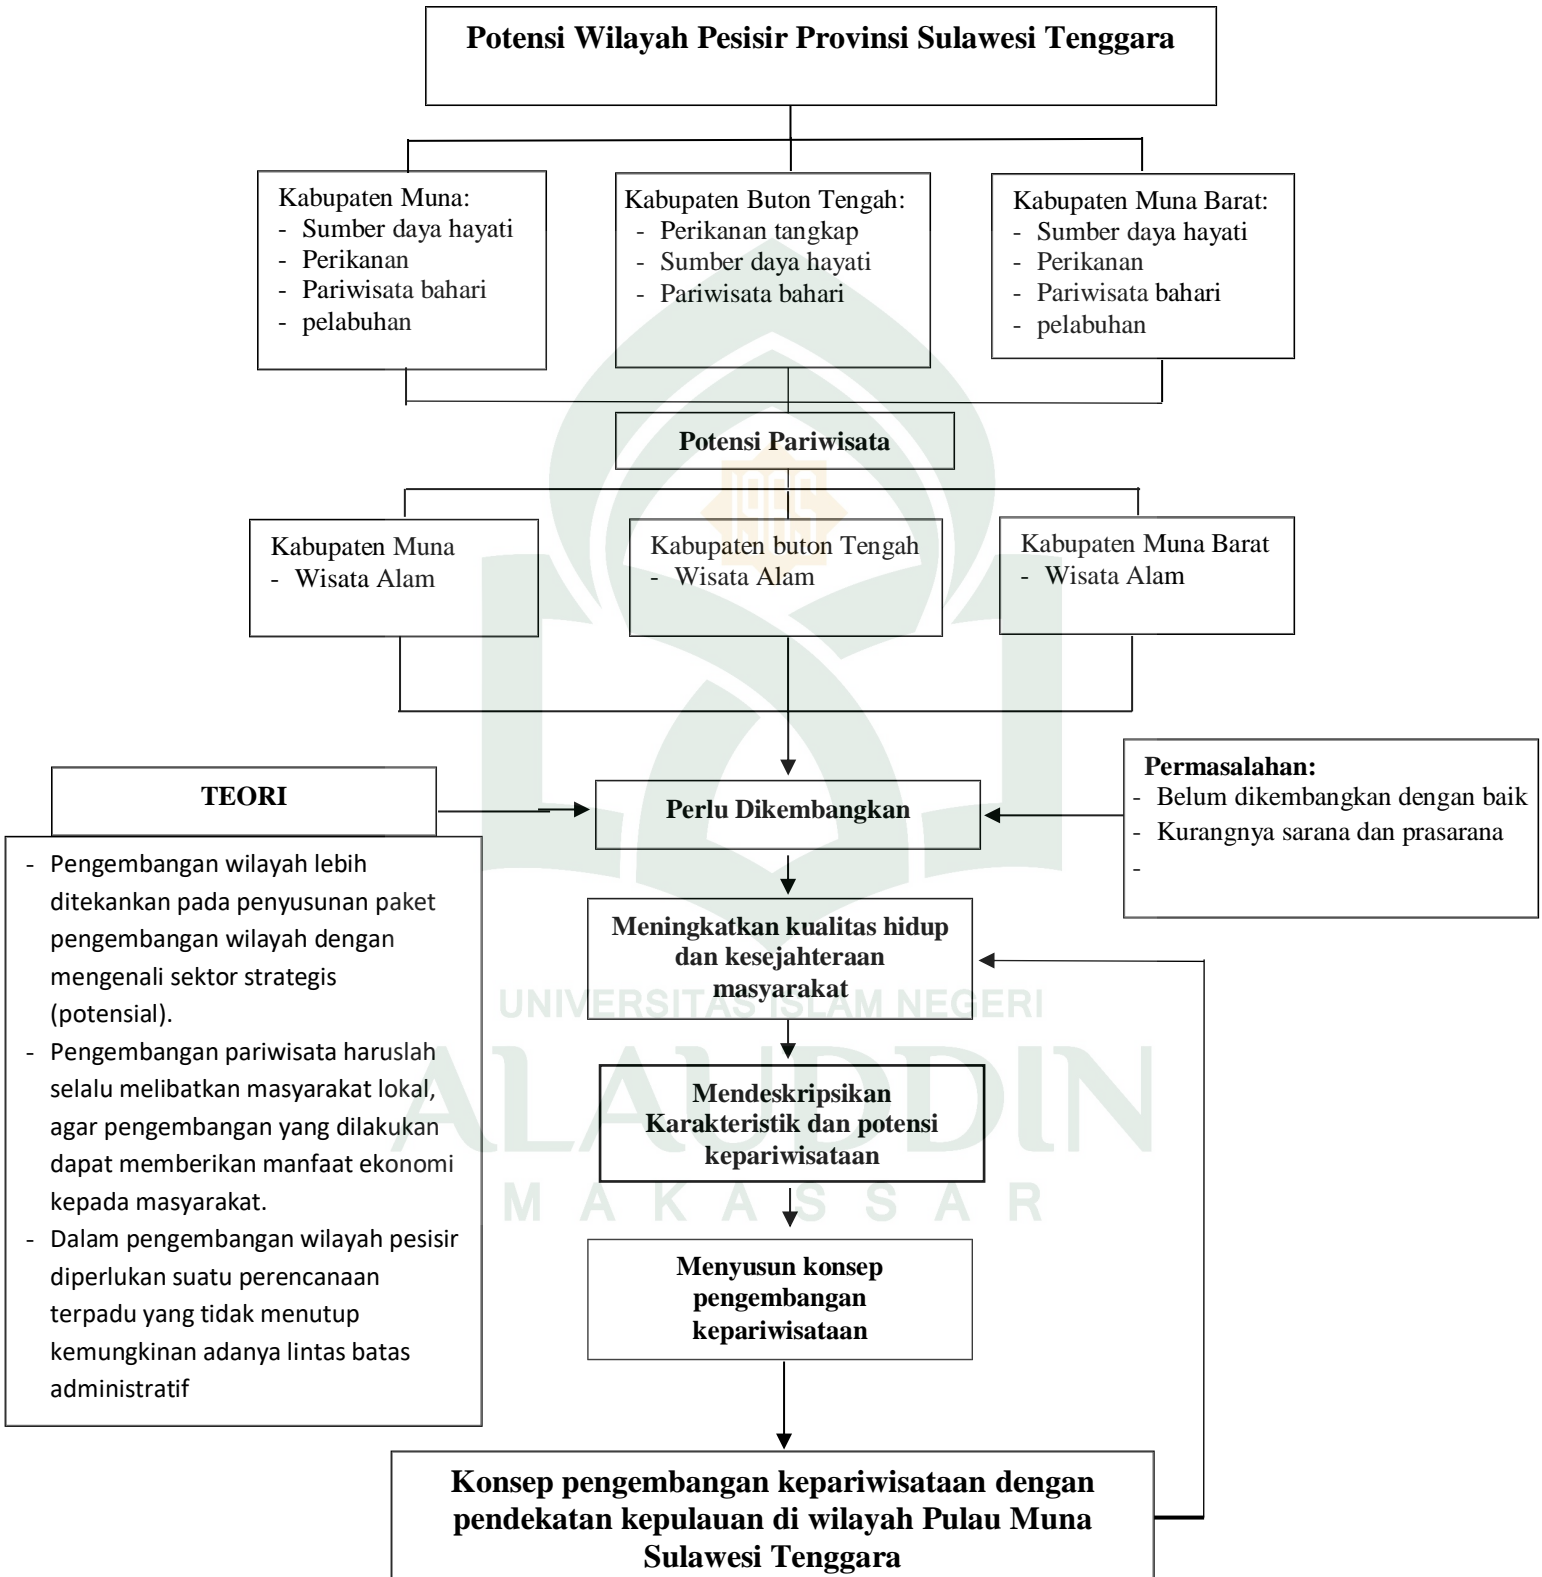 Potensi Wilayah Pesisir Provinsi Sulawesi Tenggara
Kabupaten Muna:
- Sumber daya hayati
- Perikanan
- Pariwisata bahari
- pelabuhan
Kabupaten Buton Tengah:
- Perikanan tangkap
- Sumber daya hayati
- Pariwisata bahari
Kabupaten Muna Barat:
- Sumber daya hayati
- Perikanan
- Pariwisata bahari
- pelabuhan
Potensi Pariwisata
1965
Kabupaten Muna
- Wisata Alam
Kabupaten buton Tengah
- Wisata Alam
Kabupaten Muna Barat
- Wisata Alam
TEORI
- Pengembangan wilayah lebih
ditekankan pada penyusunan paket
pengembangan wilayah dengan
mengenali sektor strategis
(potensial).
- Pengembangan pariwisata haruslah
selalu melibatkan masyarakat lokal,
agar pengembangan yang dilakukan
dapat memberikan manfaat ekonomi
kepada masyarakat.
- Dalam pengembangan wilayah pesisir
diperlukan suatu perencanaan
terpadu yang tidak menutup
kemungkinan adanya lintas batas
administratif
Perlu Dikembangkan
Permasalahan:
- Belum dikembangkan dengan baik
- Kurangnya sarana dan prasarana
-
Meningkatkan kualitas hidup
dan kesejahteraan
masyarakat
UNIVERSITAS ISLAM NEGERI
ALAUDDIN
MAKASSAR
Mendeskripsikan
Karakteristik dan potensi
kepariwisataan
Menyusun konsep
pengembangan
kepariwisataan
Konsep pengembangan kepariwisataan dengan
pendekatan kepulauan di wilayah Pulau Muna
Sulawesi Tenggara